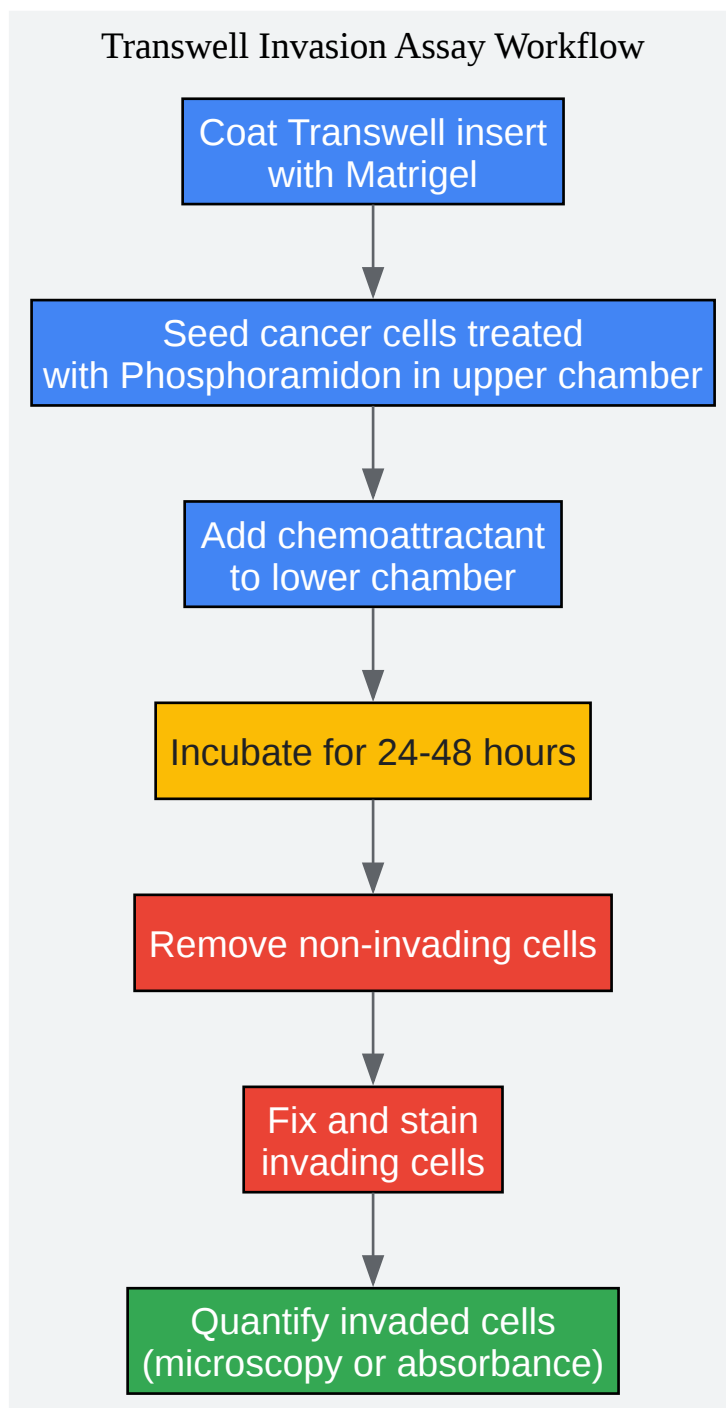 Transwell Invasion Assay Workflow
Coat Transwell insert
with Matrigel
Seed cancer cells treated
with Phosphoramidon in upper chamber
Add chemoattractant
to lower chamber
Incubate for 24-48 hours
Remove non-invading cells
Fix and stain
invading cells
Quantify invaded cells
(microscopy or absorbance)